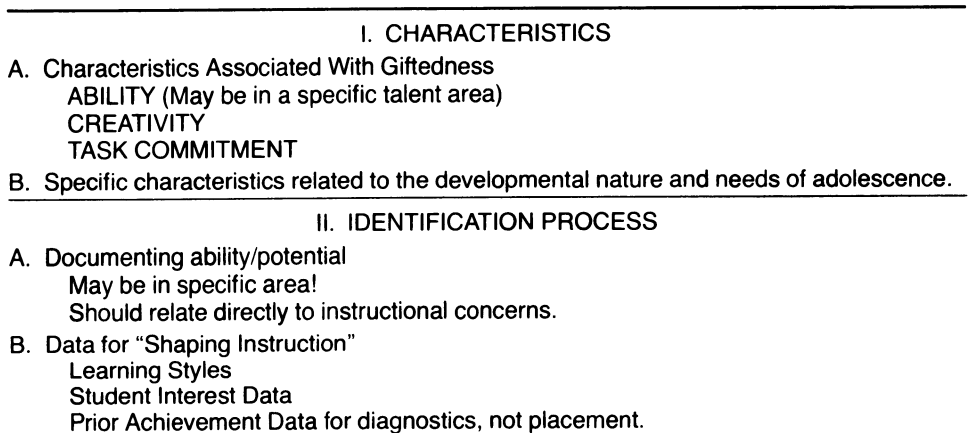 I. CHARACTERISTICS
A. Characteristics Associated With Giftedness
ABILITY (May be in a specific talent area)
CREATIVITY
TASK COMMITMENT
B. Specific characteristics related to the developmental nature and needs of adolescence.
II. IDENTIFICATION PROCESS
A. Documenting ability/potential
May be in specific area!
Should relate directly to instructional concerns.
B. Data for “Shaping Instruction”
Learning Styles
Student Interest Data
Prior Achievement Data for diagnostics, not placement.